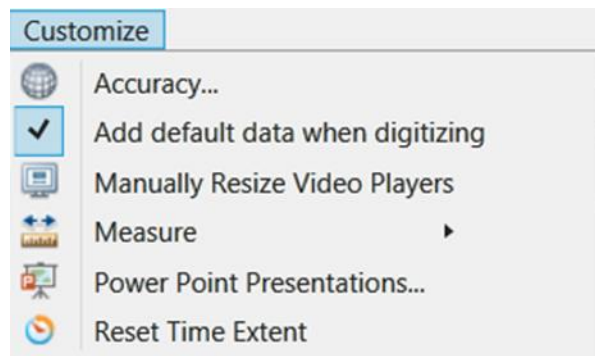 Customize
Accuracy...
Add default data when digitizing
Manually Resize Video Players
Measure
Power Point Presentations...
Reset Time Extent